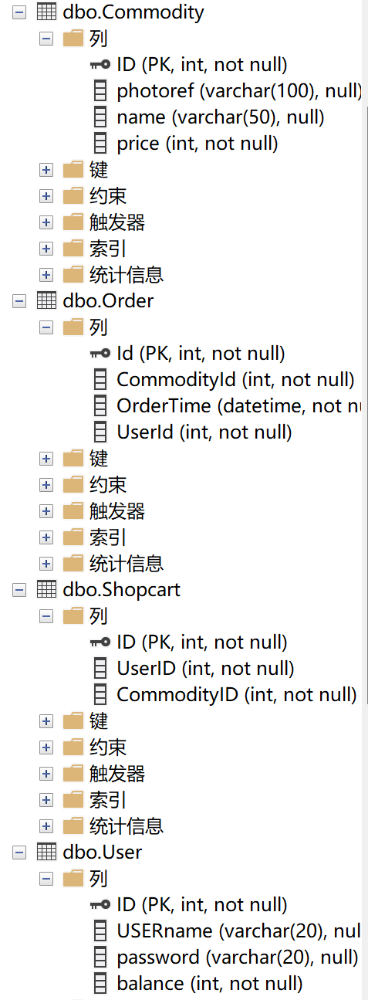 dbo.Commodity
列
ID (PK, int, not null)
photoref (varchar(100), null)
name (varchar(50), null)
price (int, not null)
键
约束
触发器
索引
统计信息
dbo.Order
列
Id (PK, int, not null)
CommodityId (int, not null)
OrderTime (datetime, not nu
UserId (int, not null)
键
约束
触发器
索引
统计信息
dbo.Shopcart
列
ID (PK, int, not null)
UserID (int, not null)
CommodityID (int, not null)
键
约束
触发器
索引
统计信息
dbo.User
列
ID (PK, int, not null)
USERname (varchar(20), nul
password (varchar(20), null)
balance (int, not null)